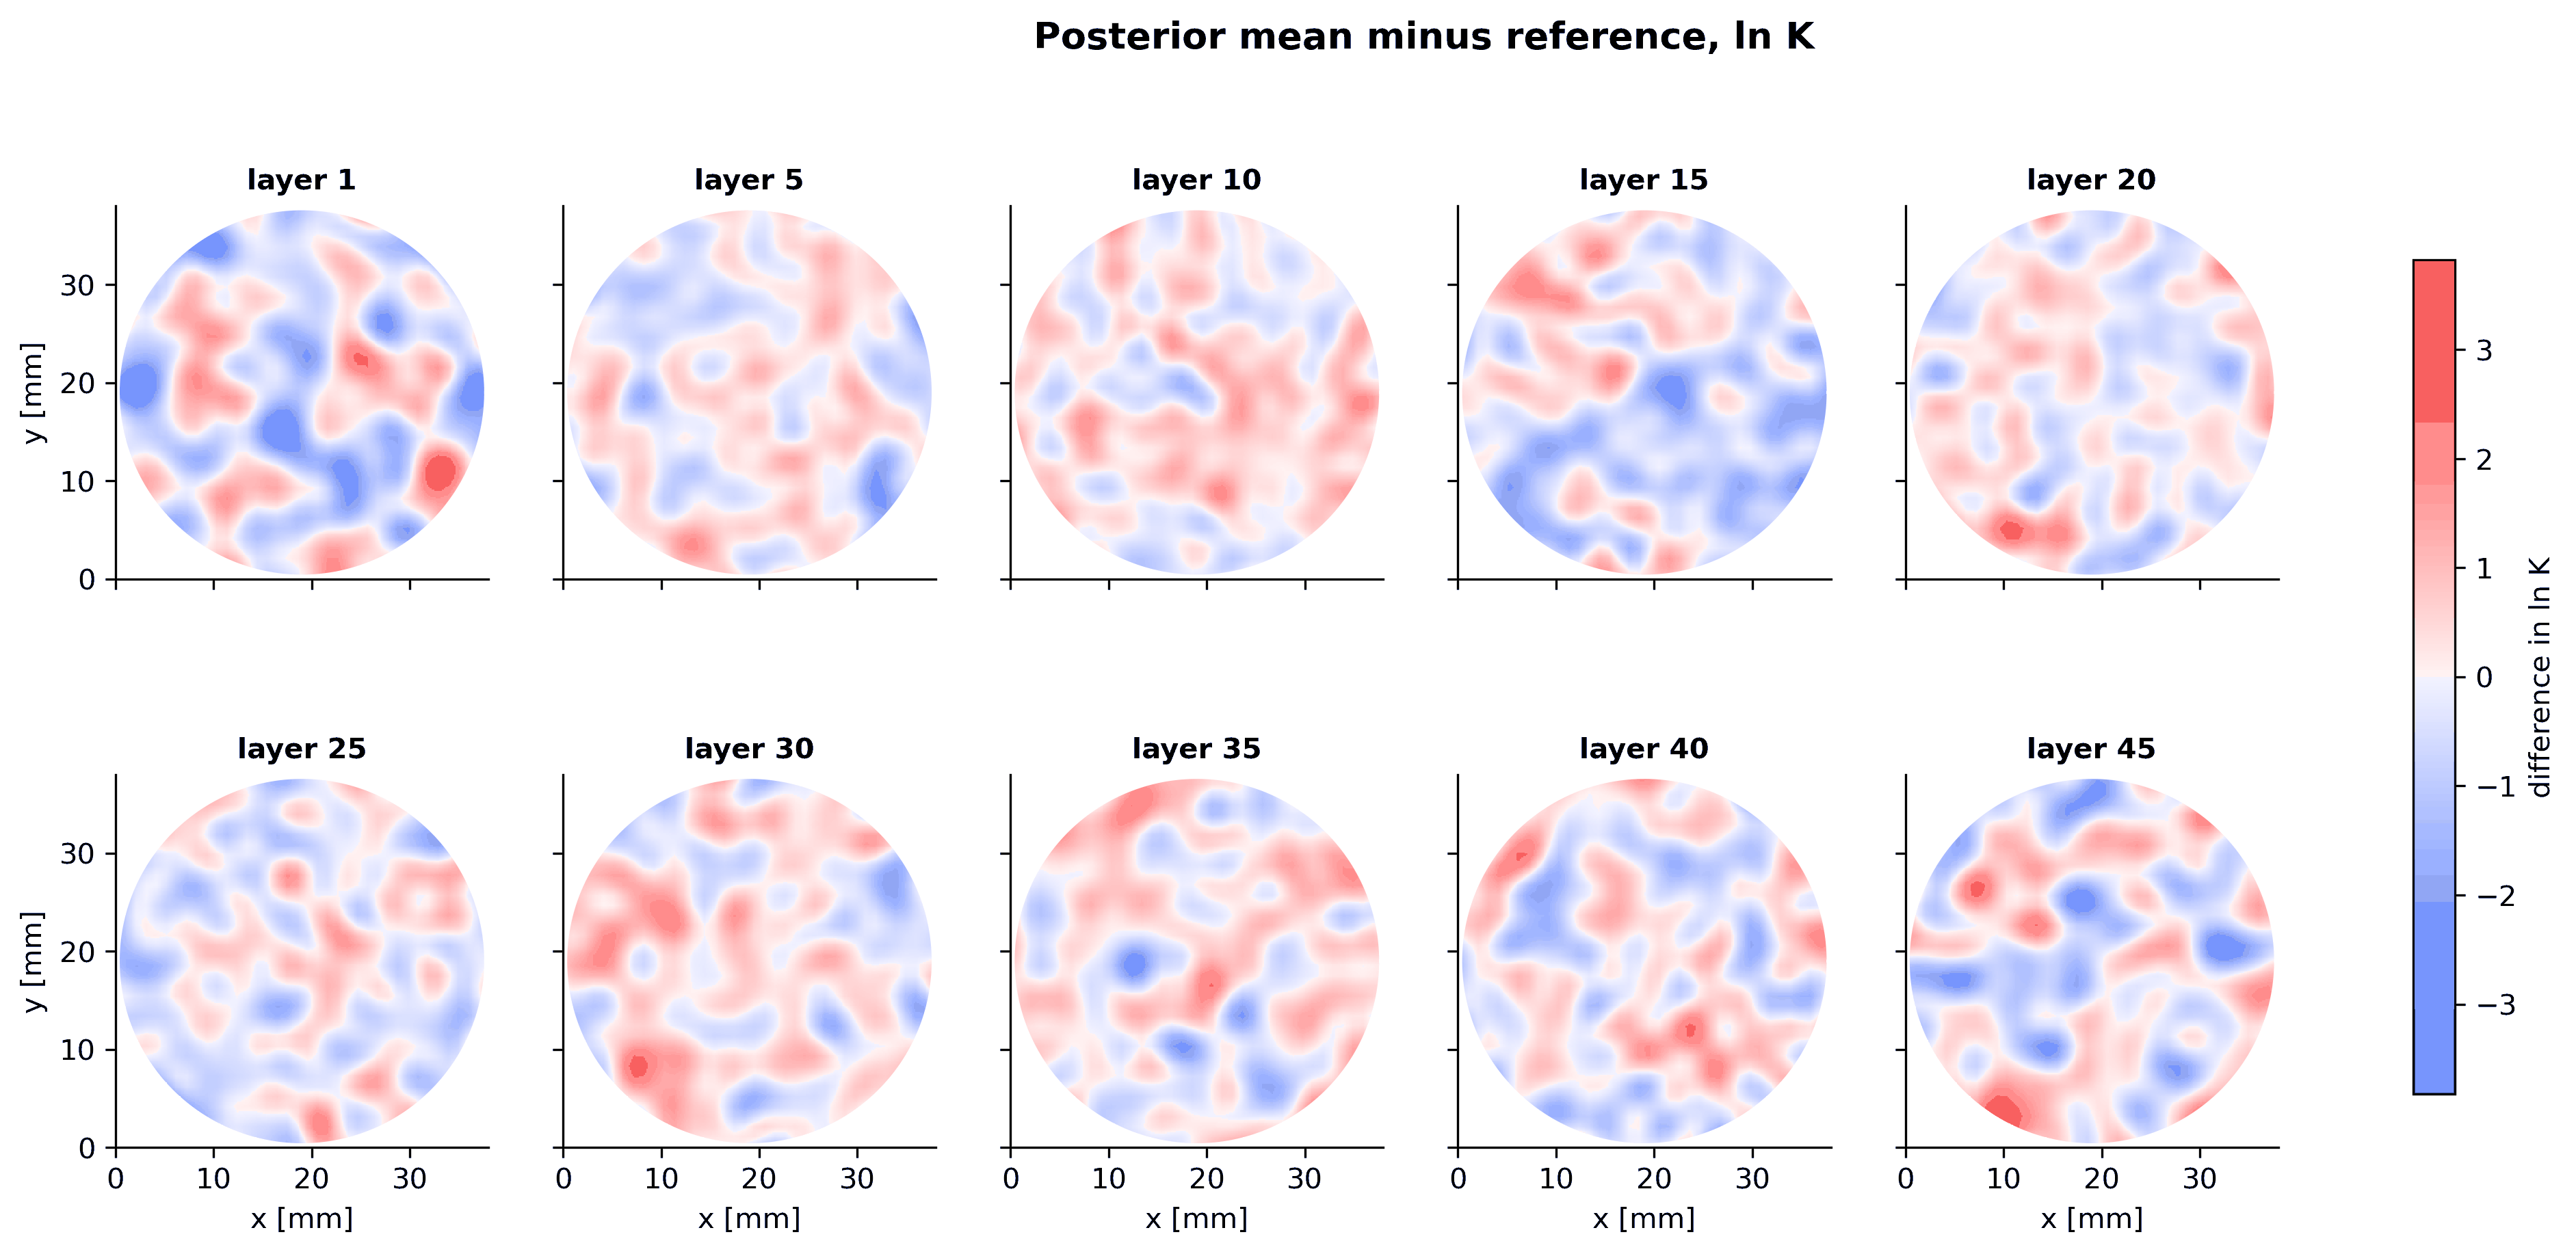 Posterior mean minus reference, ln K
layer 1
layer 5
layer 10
layer 15
layer 20
y [mm]
30
20
10
0
layer 25
layer 30
layer 35
layer 40
layer 45
y [mm]
30
20
10
0
0 10 20 30
0 10 20 30
0 10 20 30
0 10 20 30
0 10 20 30
x [mm]
x [mm]
x [mm]
x [mm]
x [mm]
3
2
1
0
−1
−2
−3
difference in ln K